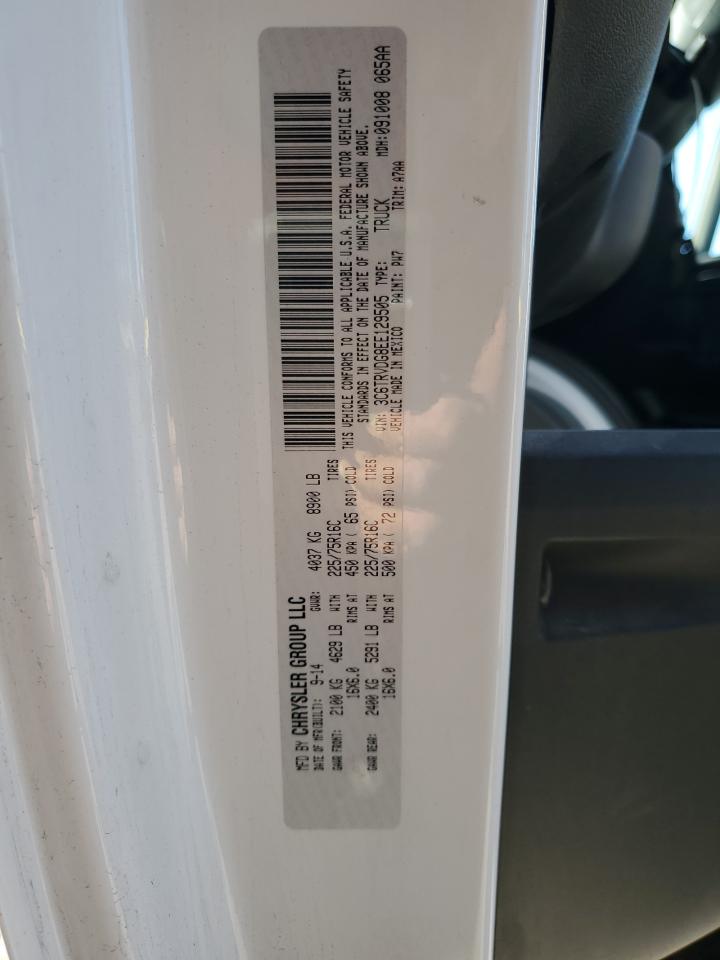 MFD BY CHRYSLER GROUP LLC
DATE OF MFR(BUILT): 9-14 GVWR: 4037 KG 8900 LB
GAWR FRONT: 2100 KG 4629 LB WITH 225/75R16C TIRES
16X6.0 RIMS AT 450 KPA ( 65 PSI) COLD
GAWR REAR: 2400 KG 5291 LB WITH 225/75R16C TIRES
16X6.0 RIMS AT 500 KPA ( 72 PSI) COLD
THIS VEHICLE CONFORMS TO ALL APPLICABLE U.S.A. FEDERAL MOTOR VEHICLE SAFETY
STANDARDS IN EFFECT ON THE DATE OF MANUFACTURE SHOWN ABOVE.
VIN: 3C6TRVDG8EE129505 TYPE: TRUCK MDH:091008 065AA
VEHICLE MADE IN MEXICO PAINT: PW7 TRIM: A7AA